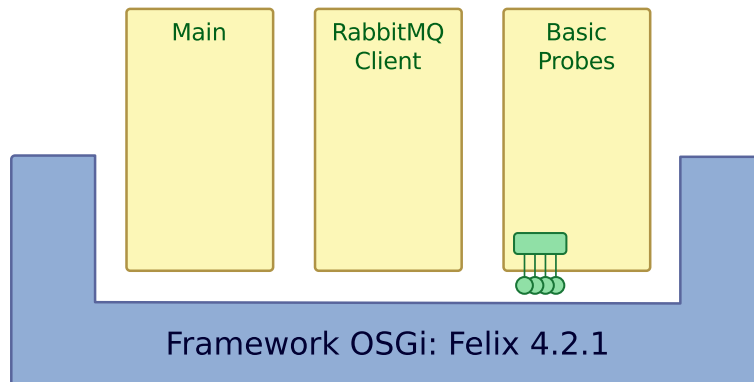 Main
RabbitMQ
Client
Basic
Probes
Framework OSGi: Felix 4.2.1